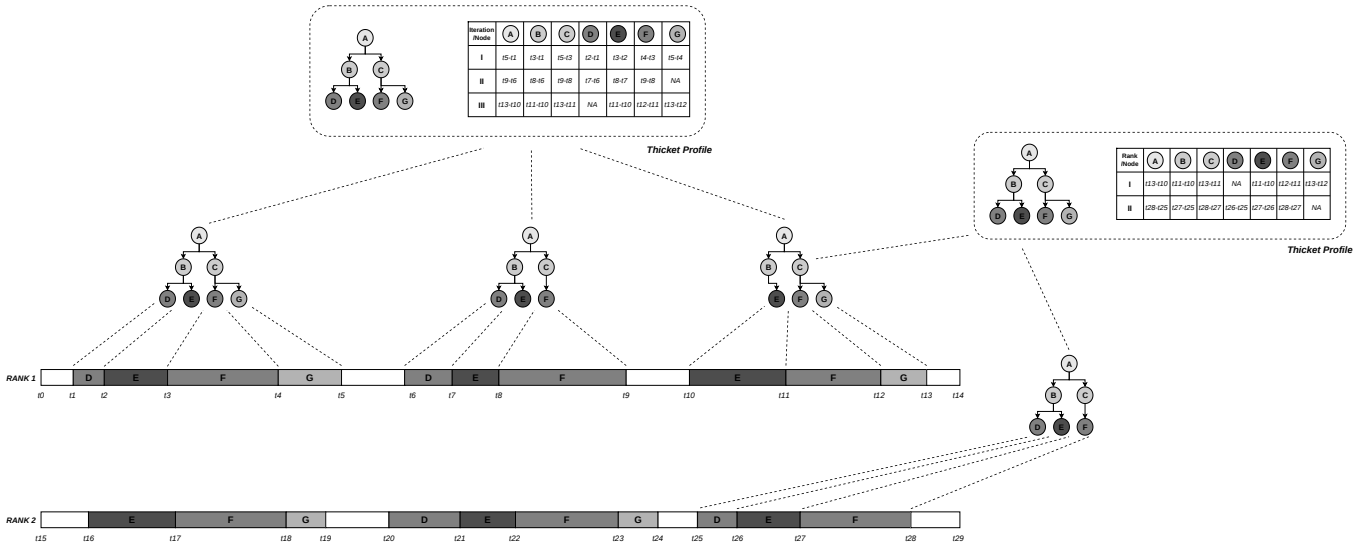 A
B C
D E F G
Iteration /Node A B C D E F G
I t5-t1 t3-t1 t5-t3 t2-t1 t3-t2 t4-t3 t5-t4
II t9-t6 t8-t6 t9-t8 t7-t6 t8-t7 t9-t8 NA
III t13-t10 t11-t10 t13-t11 NA t11-t10 t12-t11 t13-t12
Thicket Profile
A
B C
D E F G
Rank /Node A B C D E F G
I t13-t10 t11-t10 t13-t11 NA t11-t10 t12-t11 t13-t12
II t28-t25 t27-t25 t28-t27 t26-t25 t27-t26 t28-t27 NA
Thicket Profile
A
B C
D E F G
A
B C
D E F
A
B C
E F G
RANK 1 D E F G D E F E F G
t0 t1 t2 t3 t4 t5 t6 t7 t8 t9 t10 t11 t12 t13 t14
A
B C
D E F
RANK 2 E F G D E F G D E F
t15 t16 t17 t18 t19 t20 t21 t22 t23 t24 t25 t26 t27 t28 t29